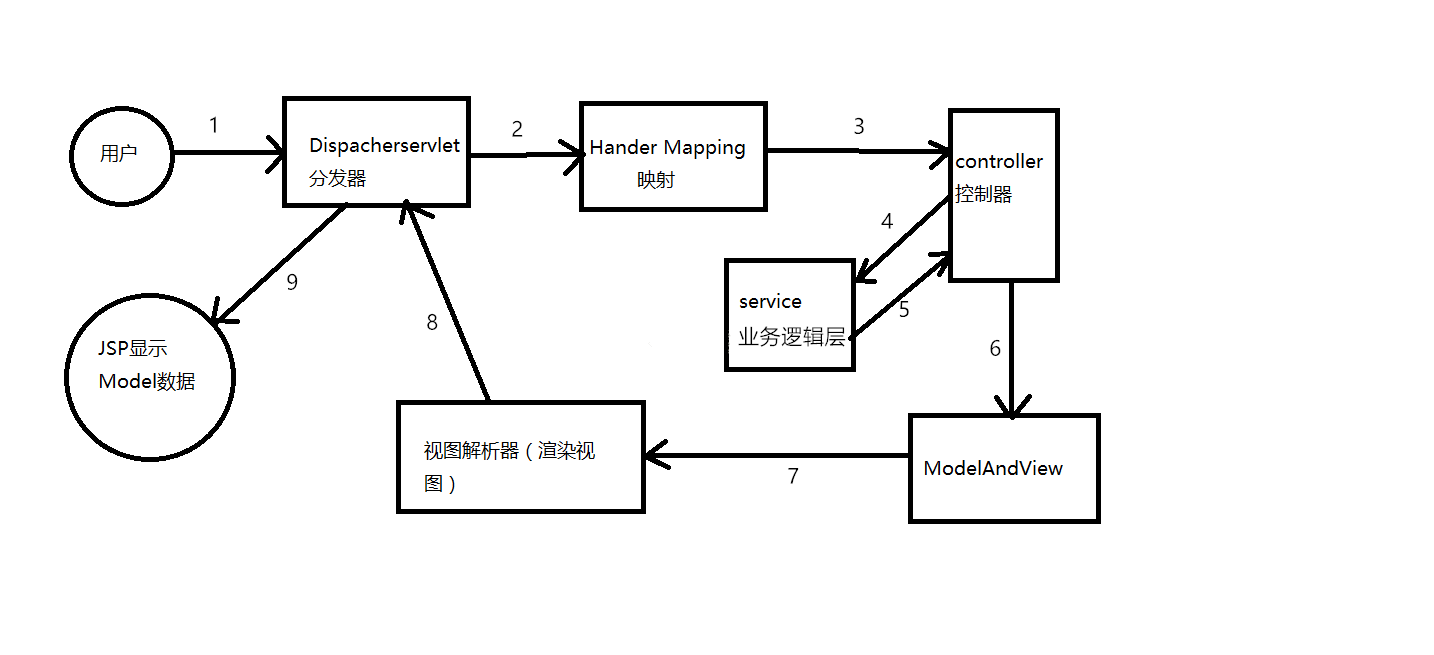 用户
1
Dispacherservlet
分发器
2
Hander Mapping
映射
3
controller
控制器
4
service
业务逻辑层
5
6
ModelAndView
7
视图解析器（渲染视
图）
8
9
JSP显示
Model数据